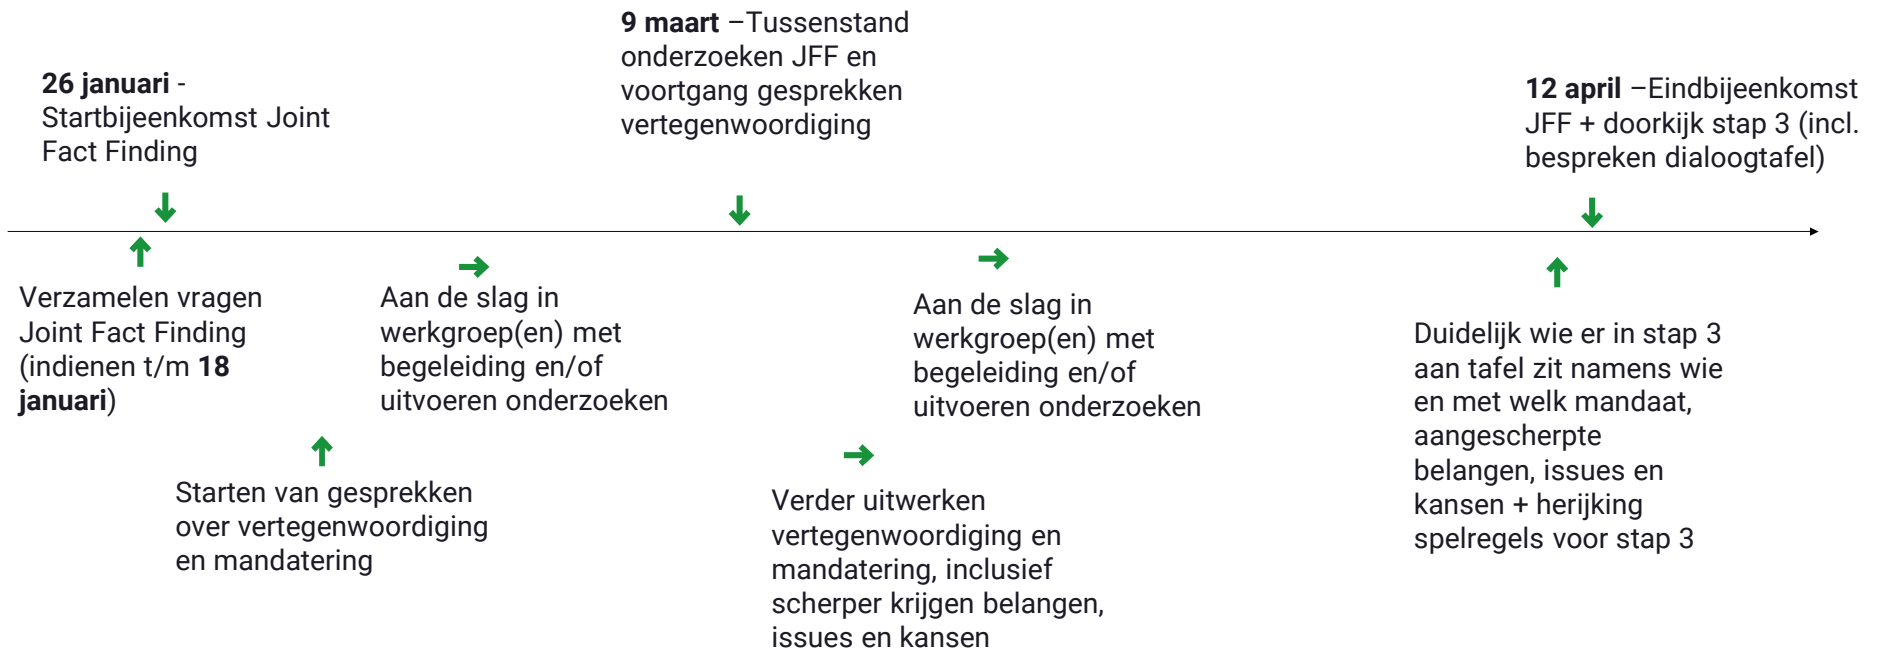 26 januari -
Startbijeenkomst Joint
Fact Finding
9 maart –Tussenstand
onderzoeken JFF en
voortgang gesprekken
vertegenwoordiging
12 april –Eindbijeenkomst
JFF + doorkijk stap 3 (incl.
bespreken dialoogtafel)
Verzamelen vragen
Joint Fact Finding
(indienen t/m 18
januari)
Starten van gesprekken
over vertegenwoordiging
en mandatering
Aan de slag in
werkgroep(en) met
begeleiding en/of
uitvoeren onderzoeken
Verder uitwerken
vertegenwoordiging en
mandatering, inclusief
scherper krijgen belangen,
issues en kansen
Aan de slag in
werkgroep(en) met
begeleiding en/of
uitvoeren onderzoeken
Duidelijk wie er in stap 3
aan tafel zit namens wie
en met welk mandaat,
aangescherpte
belangen, issues en
kansen + herijking
spelregels voor stap 3